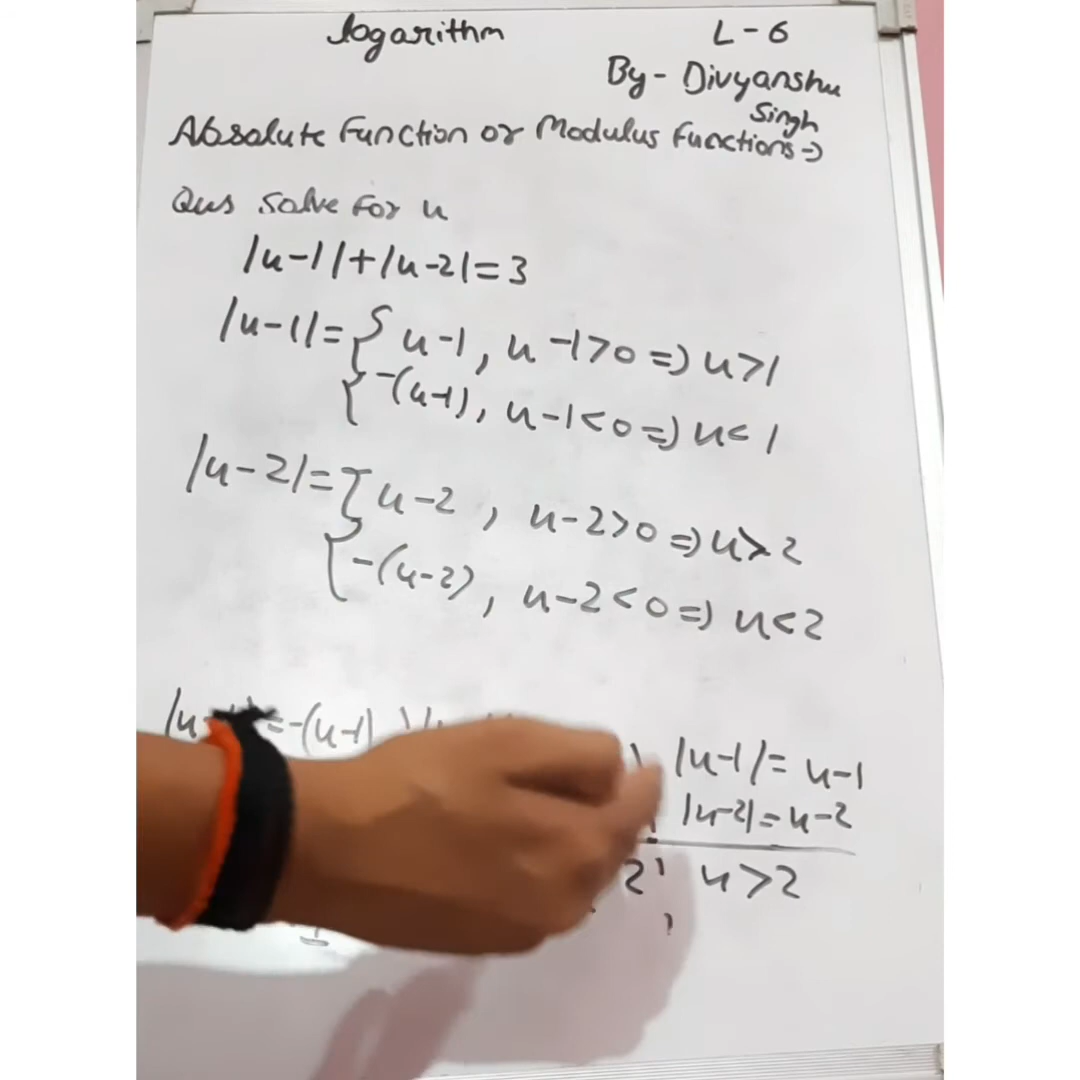 logarithm L-6
By- Divyanshu
Singh
Absolute Function or Modulus Functions⇒
Qus Solve For u
|u-1|+|u-2|=3
|u-1|={ u-1, u-1>0 ⇒ u>1
{ -(u-1), u-1<0 ⇒ u<1
|u-2|={ u-2, u-2>0 ⇒ u>2
{ -(u-2), u-2<0 ⇒ u<2
=-(u-1) |u-1|= u-1
|u-2|=u-2
2 u>2